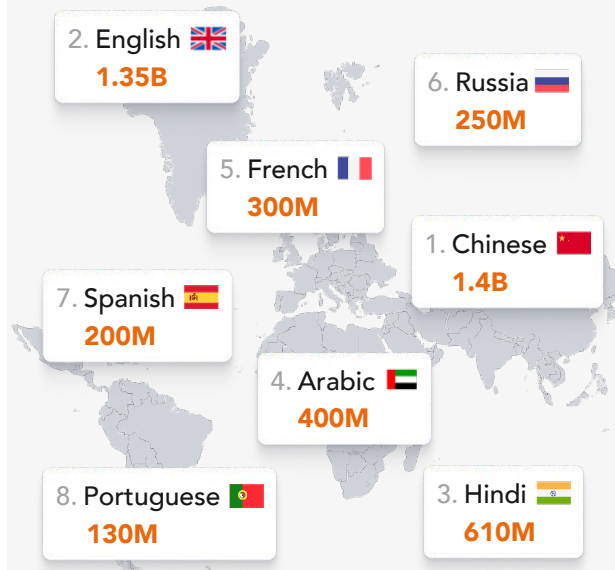 2. English
1.35B
6. Russia
250M
5. French
300M
1. Chinese
1.4B
7. Spanish
200M
4. Arabic
400M
8. Portuguese
130M
3. Hindi
610M